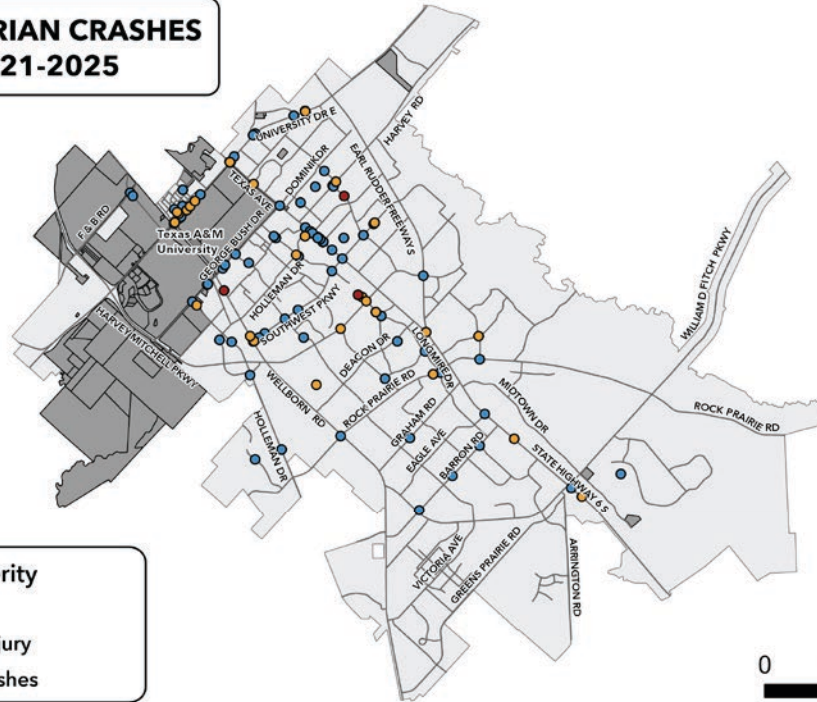 RIAN CRASHES
21-2025
UNIVERSITY DR E
HARVEY RD
DOMINIK DR
EARL RUDDER FREEWAY S
TEXAS AVE
F & B RD
Texas A&M
University
GEORGE BUSH DR
WILLIAM D FITCH PKWY
HOLLEMAN DR
SOUTHWEST PKWY
HARVEY MITCHELL PKWY
LONGMIRE DR
DEACON DR
WELLBORN RD
ROCK PRAIRIE RD
MIDTOWN DR
ROCK PRAIRIE RD
GRAHAM RD
HOLLEMAN DR
EAGLE AVE
BARRON RD
STATE HIGHWAY 6 S
VICTORIA AVE
GREENS PRAIRIE RD
ARRINGTON RD
erity
jury
shes
0